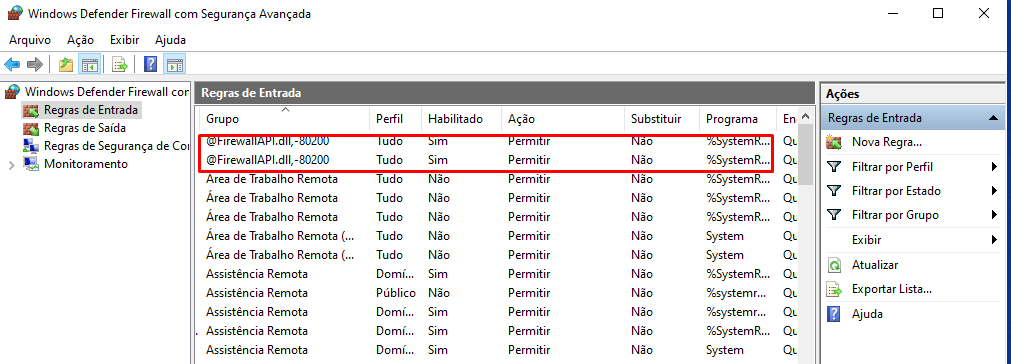 Windows Defender Firewall com Segurança Avançada
Arquivo Ação Exibir Ajuda
Windows Defender Firewall con
Regras de Entrada
Regras de Saída
Regras de Segurança de Cor
Monitoramento
Regras de Entrada
Grupo Perfil Habilitado Ação Substituir Programa En
@FirewallAPI.dll,-80200 Tudo Sim Permitir Não %SystemR... Qu
@FirewallAPI.dll,-80200 Tudo Sim Permitir Não %SystemR... Qu
Área de Trabalho Remota Tudo Não Permitir Não %SystemR... Qu
Área de Trabalho Remota Tudo Não Permitir Não %SystemR... Qu
Área de Trabalho Remota Tudo Não Permitir Não %SystemR... Qu
Área de Trabalho Remota (... Tudo Não Permitir Não System Qu
Área de Trabalho Remota (... Tudo Não Permitir Não System Qu
Assistência Remota Domí... Sim Permitir Não %SystemR... Qu
Assistência Remota Público Não Permitir Não %systemr... Qu
Assistência Remota Domí... Sim Permitir Não %systemr... Qu
Assistência Remota Domí... Sim Permitir Não %SystemR... Qu
Assistência Remota Domí... Sim Permitir Não System Qu
Ações
Regras de Entrada
Nova Regra...
Filtrar por Perfil
Filtrar por Estado
Filtrar por Grupo
Exibir
Atualizar
Exportar Lista...
Ajuda